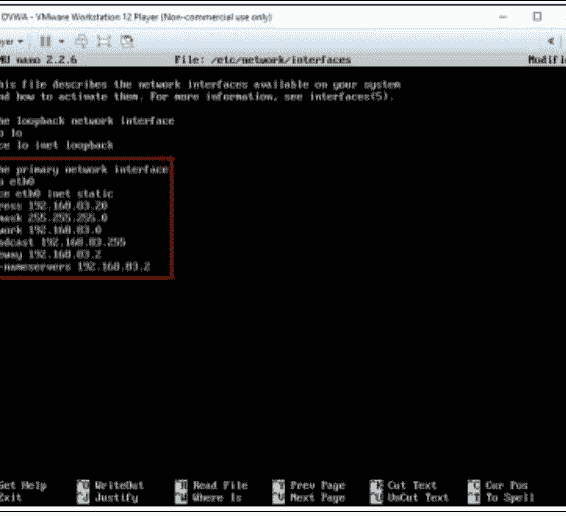 DVWA - VMware Workstation 12 Player (Non-commercial use only)
yer
NU nano 2.2.6 File: /etc/network/interfaces Modifi
his file describes the network interfaces available on your system
nd how to activate them. For more information, see interfaces(5).
he loopback network interface
o lo
ce lo inet loopback
he primary network interface
o eth0
ce eth0 inet static
ress 192.168.83.20
mask 255.255.255.0
work 192.168.83.0
adcast 192.168.83.255
eway 192.168.83.2
-nameservers 192.168.83.2
Get Help ^O WriteOut ^R Read File ^Y Prev Page ^K Cut Text ^C Cur Pos
Exit ^J Justify ^W Where Is ^V Next Page ^U UnCut Text ^T To Spell